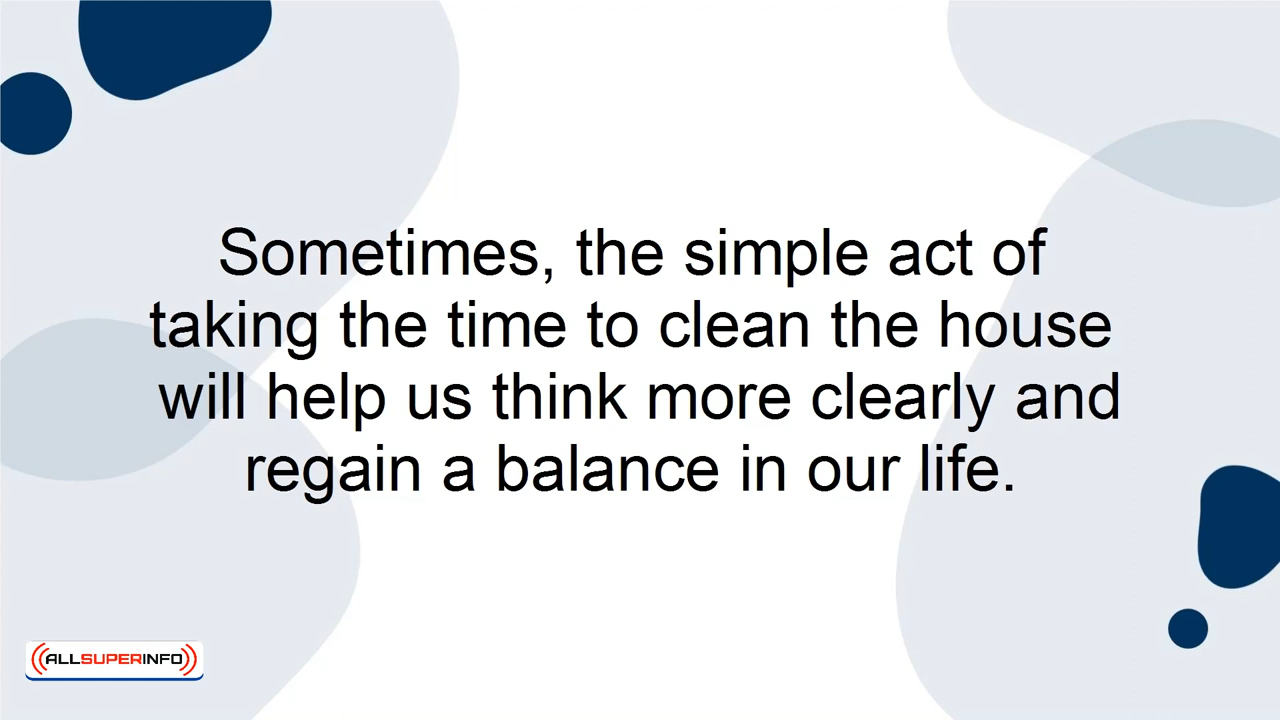 Sometimes, the simple act of
taking the time to clean the house
will help us think more clearly and
regain a balance in our life.
ALLSUPERINFO